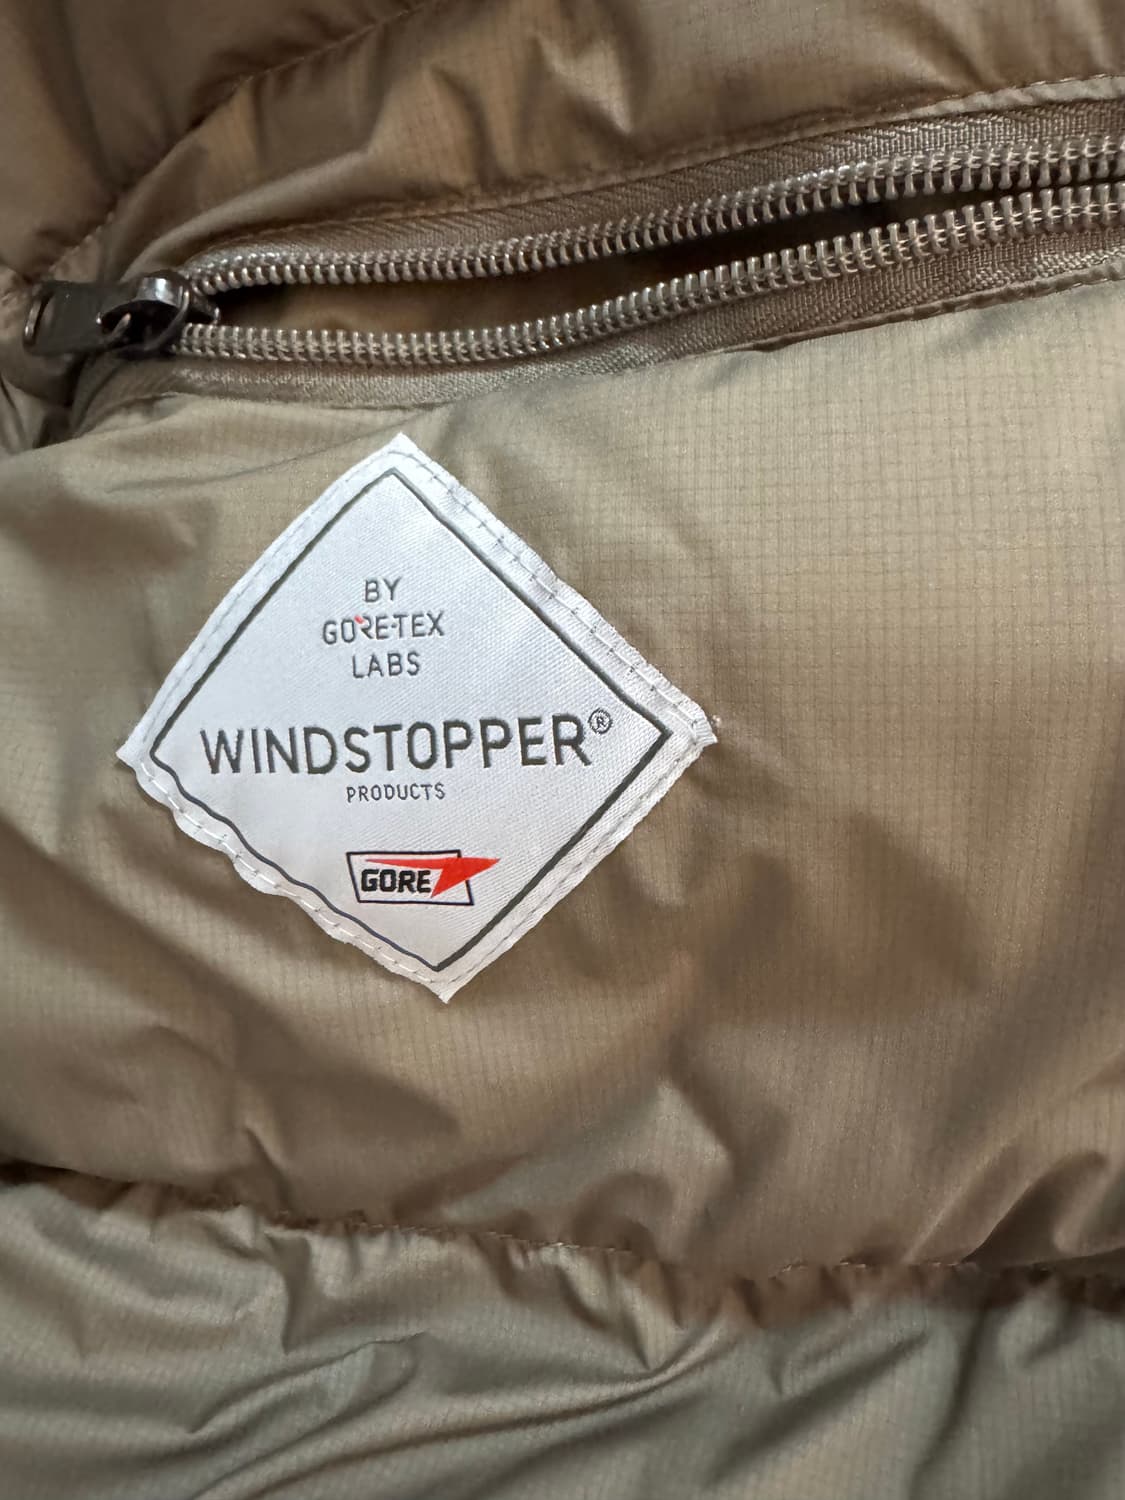 BY
GORE-TEX
LABS
WINDSTOPPER®
PRODUCTS
GORE